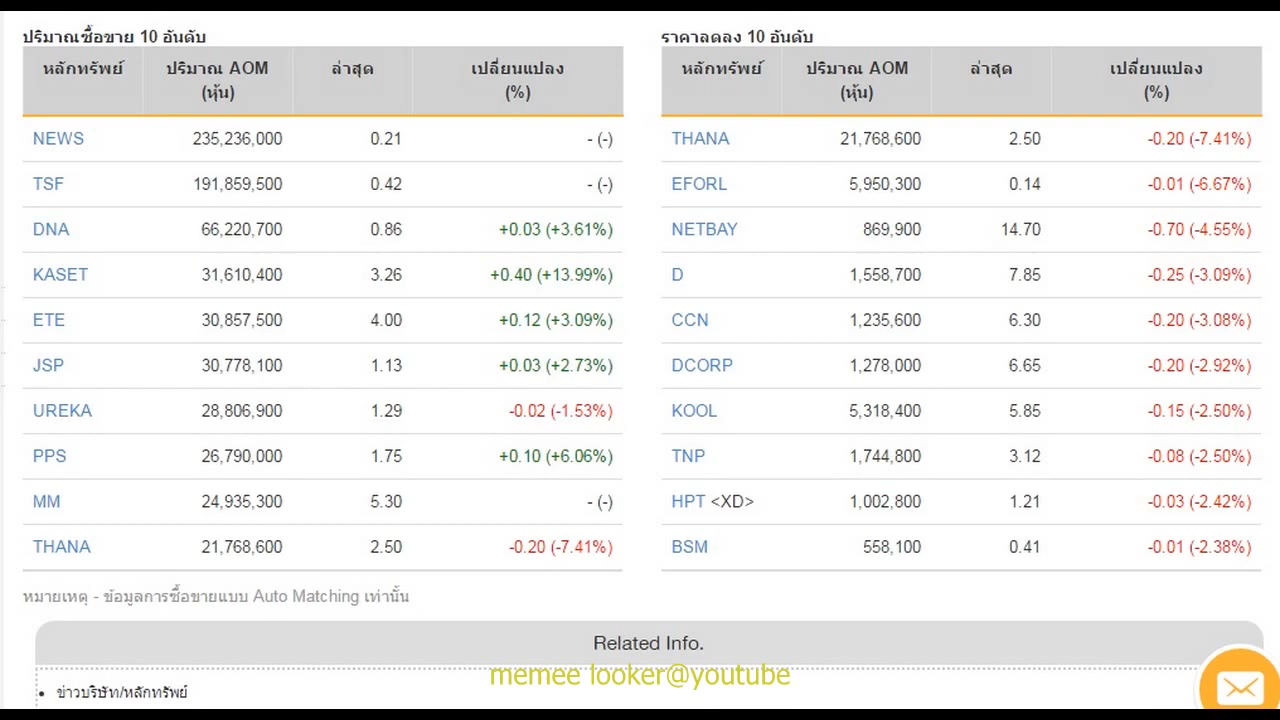 ปริมาณซื้อขาย 10 อันดับ
หลักทรัพย์ ปริมาณ AOM (หุ้น) ล่าสุด เปลี่ยนแปลง (%)
NEWS 235,236,000 0.21 - (-)
TSF 191,859,500 0.42 - (-)
DNA 66,220,700 0.86 +0.03 (+3.61%)
KASET 31,610,400 3.26 +0.40 (+13.99%)
ETE 30,857,500 4.00 +0.12 (+3.09%)
JSP 30,778,100 1.13 +0.03 (+2.73%)
UREKA 28,806,900 1.29 -0.02 (-1.53%)
PPS 26,790,000 1.75 +0.10 (+6.06%)
MM 24,935,300 5.30 - (-)
THANA 21,768,600 2.50 -0.20 (-7.41%)
ราคาลดลง 10 อันดับ
หลักทรัพย์ ปริมาณ AOM (หุ้น) ล่าสุด เปลี่ยนแปลง (%)
THANA 21,768,600 2.50 -0.20 (-7.41%)
EFORL 5,950,300 0.14 -0.01 (-6.67%)
NETBAY 869,900 14.70 -0.70 (-4.55%)
D 1,558,700 7.85 -0.25 (-3.09%)
CCN 1,235,600 6.30 -0.20 (-3.08%)
DCORP 1,278,000 6.65 -0.20 (-2.92%)
KOOL 5,318,400 5.85 -0.15 (-2.50%)
TNP 1,744,800 3.12 -0.08 (-2.50%)
HPT <XD> 1,002,800 1.21 -0.03 (-2.42%)
BSM 558,100 0.41 -0.01 (-2.38%)
หมายเหตุ - ข้อมูลการซื้อขายแบบ Auto Matching เท่านั้น
Related Info.
memee looker@youtube
• ข่าวบริษัท/หลักทรัพย์